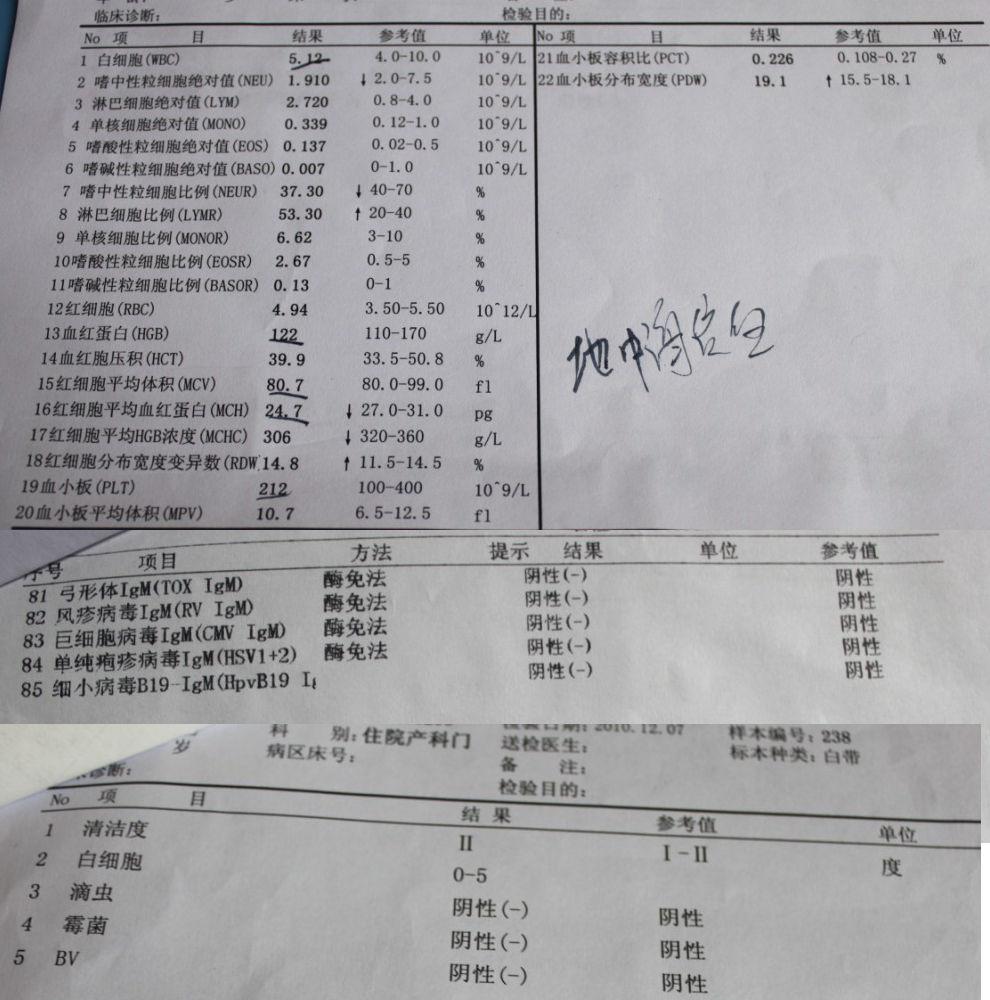 临床诊断: 检验目的:
No 项 目 结果 参考值 单位 No 项 目 结果 参考值 单位
1 白细胞(WBC) 5.12 4.0-10.0 10^9/L 21血小板容积比(PCT) 0.226 0.108-0.27 %
2 嗜中性粒细胞绝对值(NEU) 1.910 ↓ 2.0-7.5 10^9/L 22血小板分布宽度(PDW) 19.1 ↑ 15.5-18.1
3 淋巴细胞绝对值(LYM) 2.720 0.8-4.0 10^9/L
4 单核细胞绝对值(MONO) 0.339 0.12-1.0 10^9/L
5 嗜酸性粒细胞绝对值(EOS) 0.137 0.02-0.5 10^9/L
6 嗜碱性粒细胞绝对值(BASO) 0.007 0-1.0 10^9/L
7 嗜中性粒细胞比例(NEUR) 37.30 ↓ 40-70 %
8 淋巴细胞比例(LYMR) 53.30 ↑ 20-40 %
9 单核细胞比例(MONOR) 6.62 3-10 %
10嗜酸性粒细胞比例(EOSR) 2.67 0.5-5 %
11嗜碱性粒细胞比例(BASOR) 0.13 0-1 %
12红细胞(RBC) 4.94 3.50-5.50 10^12/L
13血红蛋白(HGB) 122 110-170 g/L
14血红胞压积(HCT) 39.9 33.5-50.8 %
15红细胞平均体积(MCV) 80.7 80.0-99.0 fl
16红细胞平均血红蛋白(MCH) 24.7 ↓ 27.0-31.0 pg
17红细胞平均HGB浓度(MCHC) 306 ↓ 320-360 g/L
18红细胞分布宽度变异数(RDW 14.8 ↑ 11.5-14.5 %
19血小板(PLT) 212 100-400 10^9/L
20血小板平均体积(MPV) 10.7 6.5-12.5 fl
地中海
序号 项目 方法 提示 结果 单位 参考值
81 弓形体IgM(TOX IgM) 酶免法 阴性(-) 阴性
82 风疹病毒IgM(RV IgM) 酶免法 阴性(-) 阴性
83 巨细胞病毒IgM(CMV IgM) 酶免法 阴性(-) 阴性
84 单纯疱疹病毒IgM(HSV1+2) 酶免法 阴性(-) 阴性
85 细小病毒B19-IgM(HpvB19 Ig 阴性(-) 阴性
岁 科 别: 住院产科门 检验日期: 2010.12.07 样本编号: 238
病区床号: 送检医生: 标本种类: 白带
诊断: 备 注:
检验目的:
No 项 目 结 果 参考值 单位
1 清洁度 II I-II 度
2 白细胞 0-5
3 滴虫 阴性(-) 阴性
4 霉菌 阴性(-) 阴性
5 BV 阴性(-) 阴性